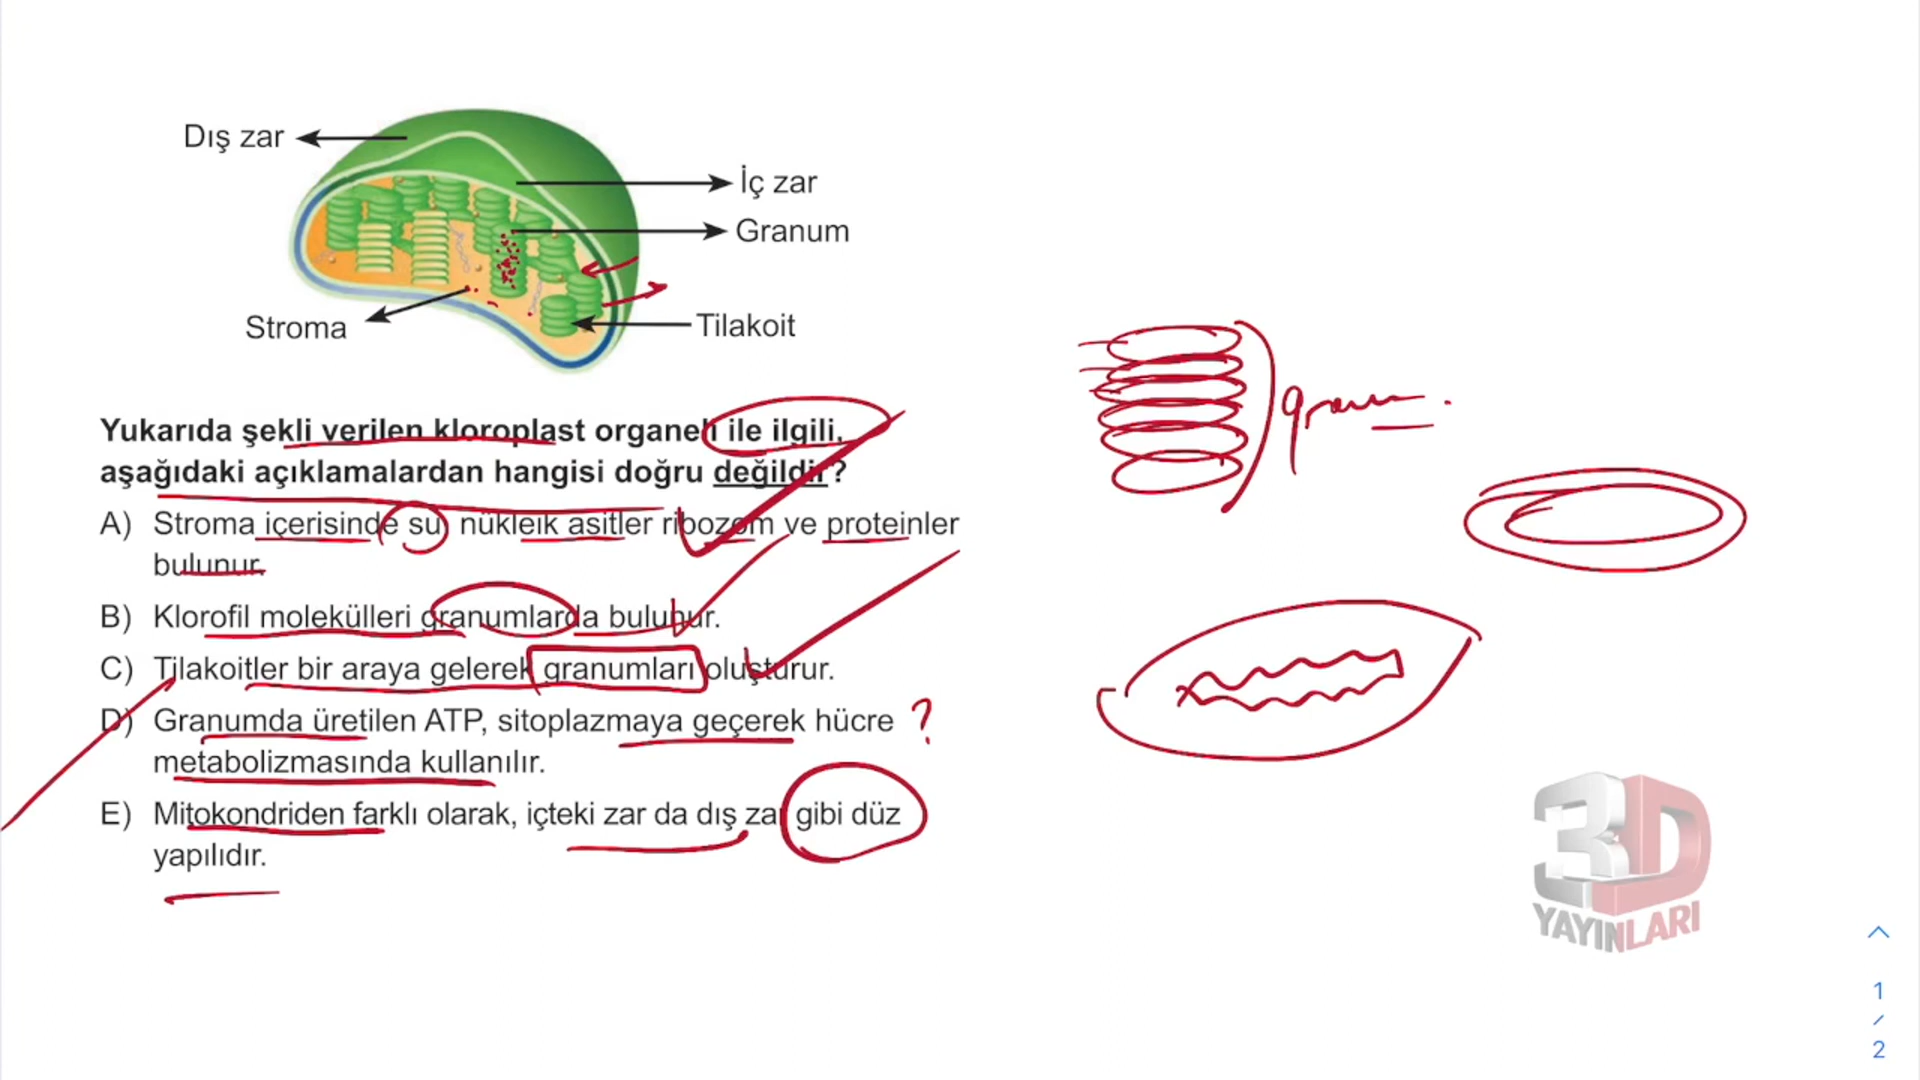 Dış zar
İç zar
Granum
Stroma
Tilakoit
Yukarıda şekli verilen kloroplast organeli ile ilgili,
aşağıdaki açıklamalardan hangisi doğru değildir?
A) Stroma içerisinde su, nükleik asitler ribozom ve proteinler
bulunur.
B) Klorofil molekülleri granumlarda bulunur.
C) Tilakoitler bir araya gelerek granumları oluşturur.
D) Granumda üretilen ATP, sitoplazmaya geçerek hücre ?
metabolizmasında kullanılır.
E) Mitokondriden farklı olarak, içteki zar da dış zar gibi düz
yapılıdır.
granum.
3D
YAYINLARI
1
/
2